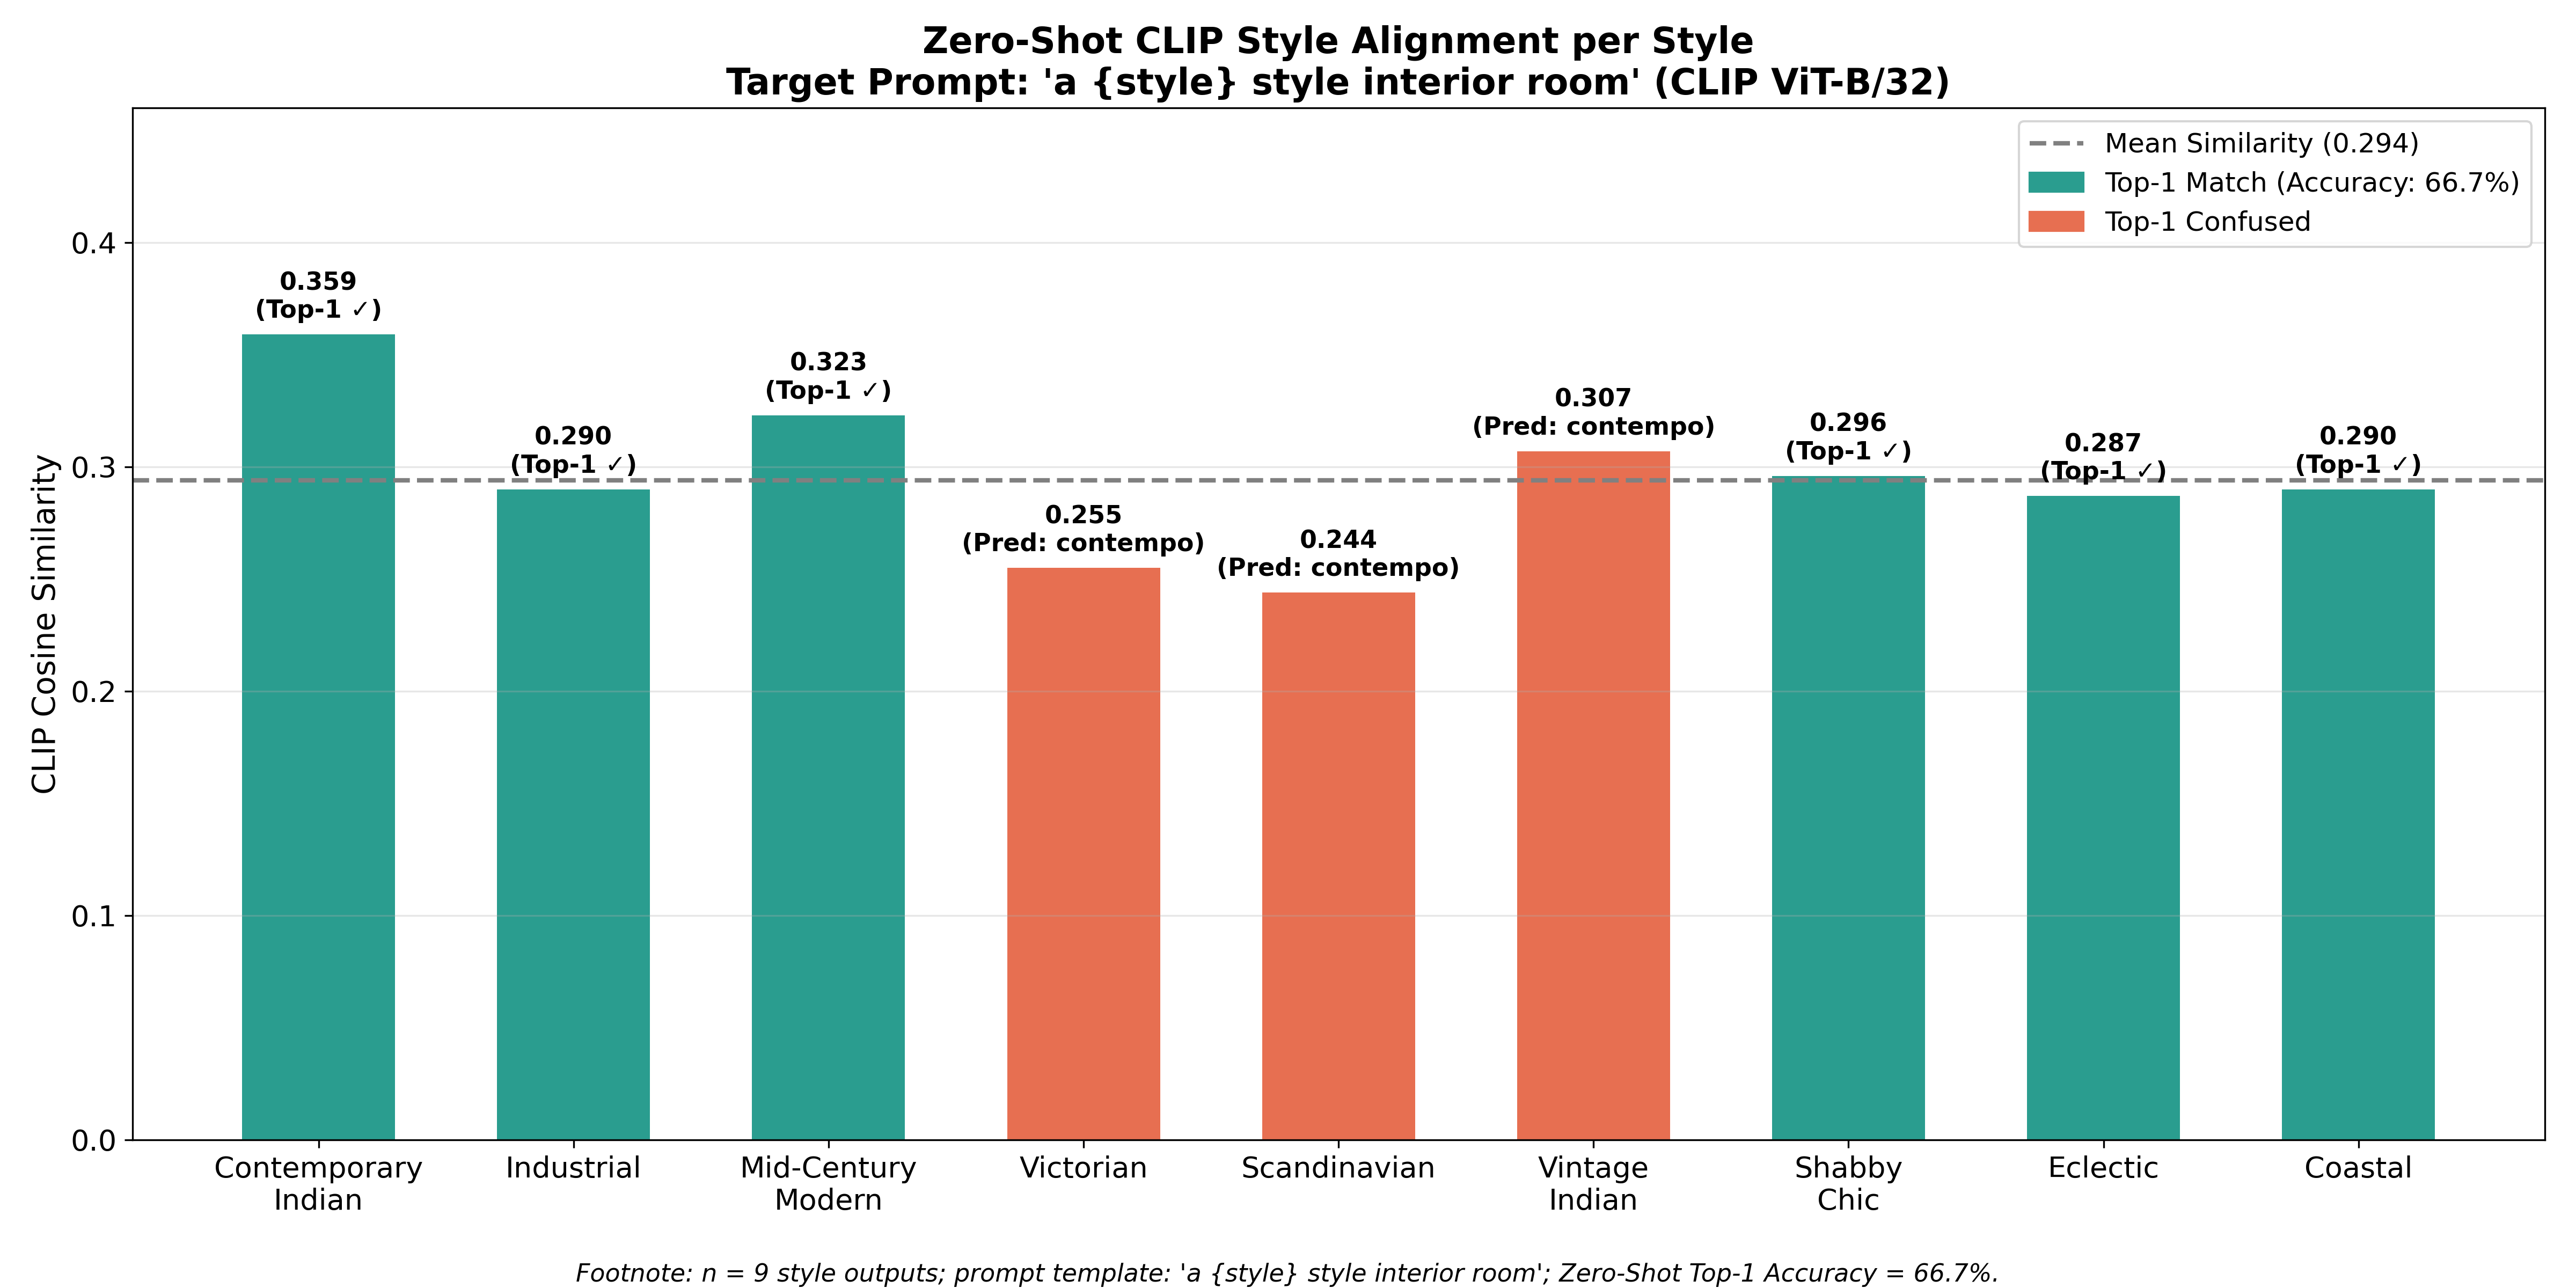 Zero-Shot CLIP Style Alignment per Style
Target Prompt: 'a {style} style interior room' (CLIP ViT-B/32)
Mean Similarity (0.294)
Top-1 Match (Accuracy: 66.7%)
Top-1 Confused
CLIP Cosine Similarity
0.4
0.3
0.2
0.1
0.0
0.359
(Top-1 ✓)
0.290
(Top-1 ✓)
0.323
(Top-1 ✓)
0.255
(Pred: contempo)
0.244
(Pred: contempo)
0.307
(Pred: contempo)
0.296
(Top-1 ✓)
0.287
(Top-1 ✓)
0.290
(Top-1 ✓)
Contemporary
Indian
Industrial
Mid-Century
Modern
Victorian
Scandinavian
Vintage
Indian
Shabby
Chic
Eclectic
Coastal
Footnote: n = 9 style outputs; prompt template: 'a {style} style interior room'; Zero-Shot Top-1 Accuracy = 66.7%.